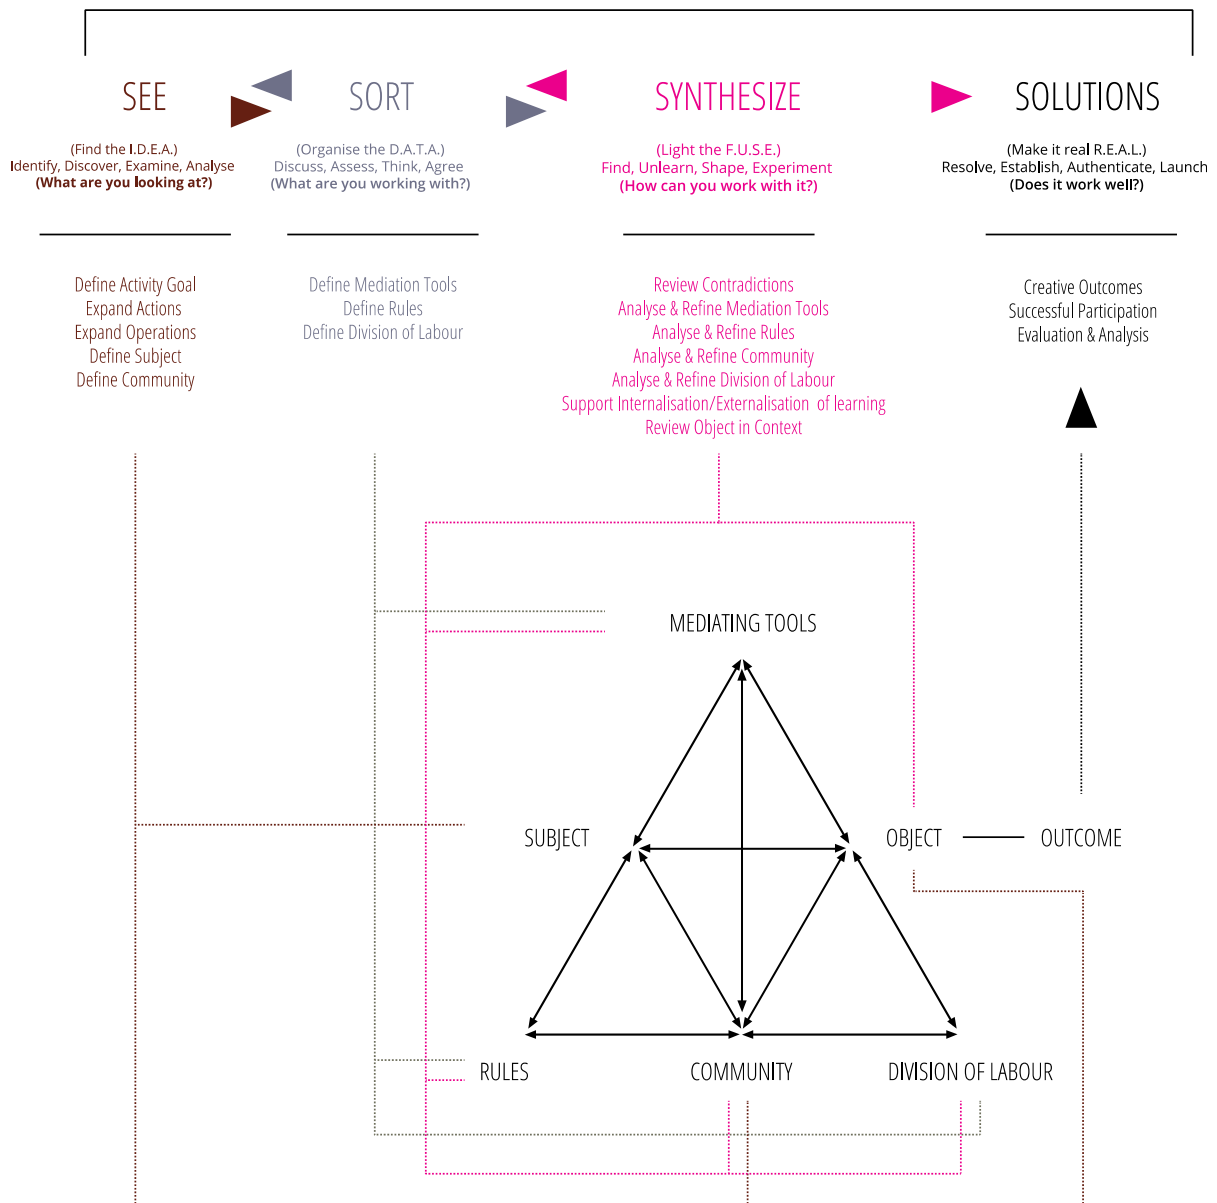 SEE
(Find the I.D.E.A.)
Identify, Discover, Examine, Analyse
(What are you looking at?)
Define Activity Goal
Expand Actions
Expand Operations
Define Subject
Define Community
SORT
(Organise the D.A.T.A.)
Discuss, Assess, Think, Agree
(What are you working with?)
Define Mediation Tools
Define Rules
Define Division of Labour
SYNTHESIZE
(Light the F.U.S.E.)
Find, Unlearn, Shape, Experiment
(How can you work with it?)
Review Contradictions
Analyse & Refine Mediation Tools
Analyse & Refine Rules
Analyse & Refine Community
Analyse & Refine Division of Labour
Support Internalisation/Externalisation of learning
Review Object in Context
SOLUTIONS
(Make it real R.E.A.L.)
Resolve, Establish, Authenticate, Launch
(Does it work well?)
Creative Outcomes
Successful Participation
Evaluation & Analysis
MEDIATING TOOLS
SUBJECT
OBJECT
OUTCOME
RULES
COMMUNITY
DIVISION OF LABOUR